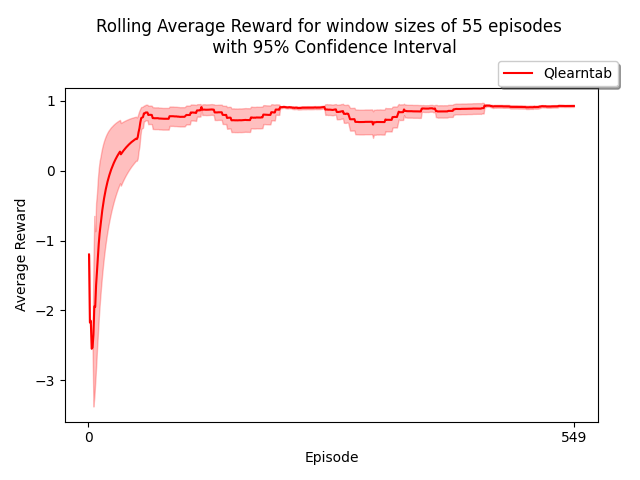 Rolling Average Reward for window sizes of 55 episodes
with 95% Confidence Interval
Qlearntab
1
0
−1
−2
−3
Average Reward
0
549
Episode